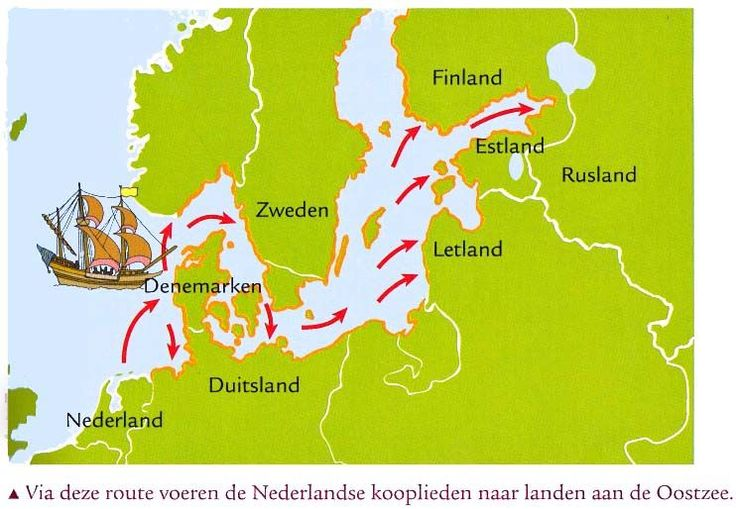 Finland
Estland
Rusland
Zweden
Letland
Denemarken
Duitsland
Nederland
▲ Via deze route voeren de Nederlandse kooplieden naar landen aan de Oostzee.